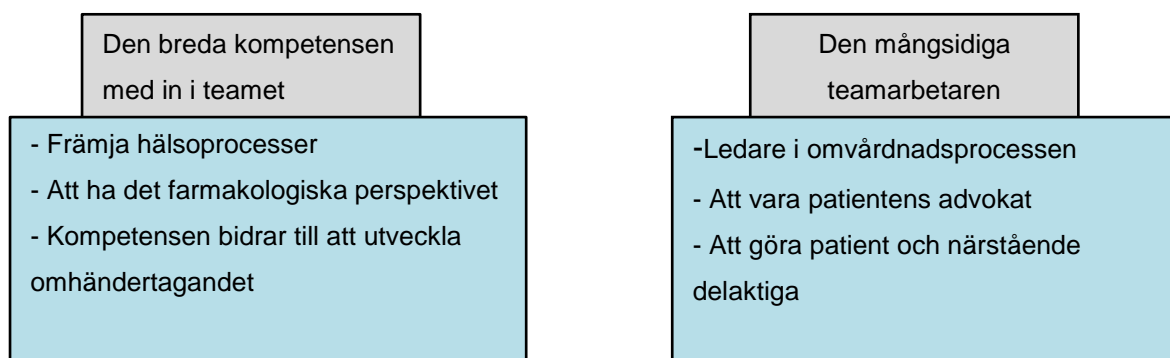 Den breda kompetensen
med in i teamet
- Främja hälsoprocesser
- Att ha det farmakologiska perspektivet
- Kompetensen bidrar till att utveckla
omhändertagandet
Den mångsidiga
teamarbetaren
-Ledare i omvårdnadsprocessen
- Att vara patientens advokat
- Att göra patient och närstående
delaktiga